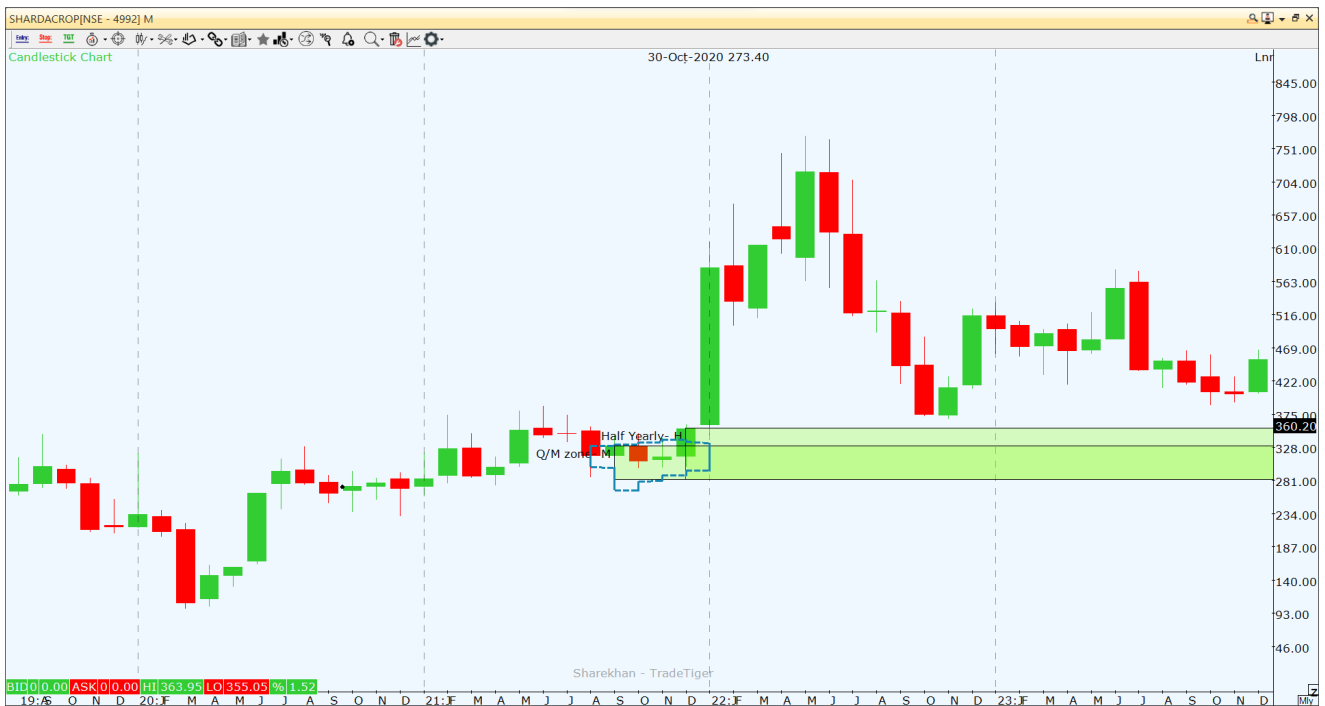 SHARDACROP[NSE - 4992] M
Entry Stop TGT
Candlestick Chart
30-Oct-2020 273.40
Lnr
845.00
798.00
751.00
704.00
657.00
610.00
563.00
516.00
469.00
422.00
375.00
360.20
Half Yearly- H
Q/M zone M
328.00
281.00
234.00
187.00
140.00
93.00
46.00
Sharekhan - TradeTiger
BID 0 0.00 ASK 0 0.00 HI 363.95 LO 355.05 % 1.52
19:A S O N D 20:J F M A M J J A S O N D 21:J F M A M J J A S O N D 22:J F M A M J J A S O N D 23:J F M A M J J A S O N D Mly
Z